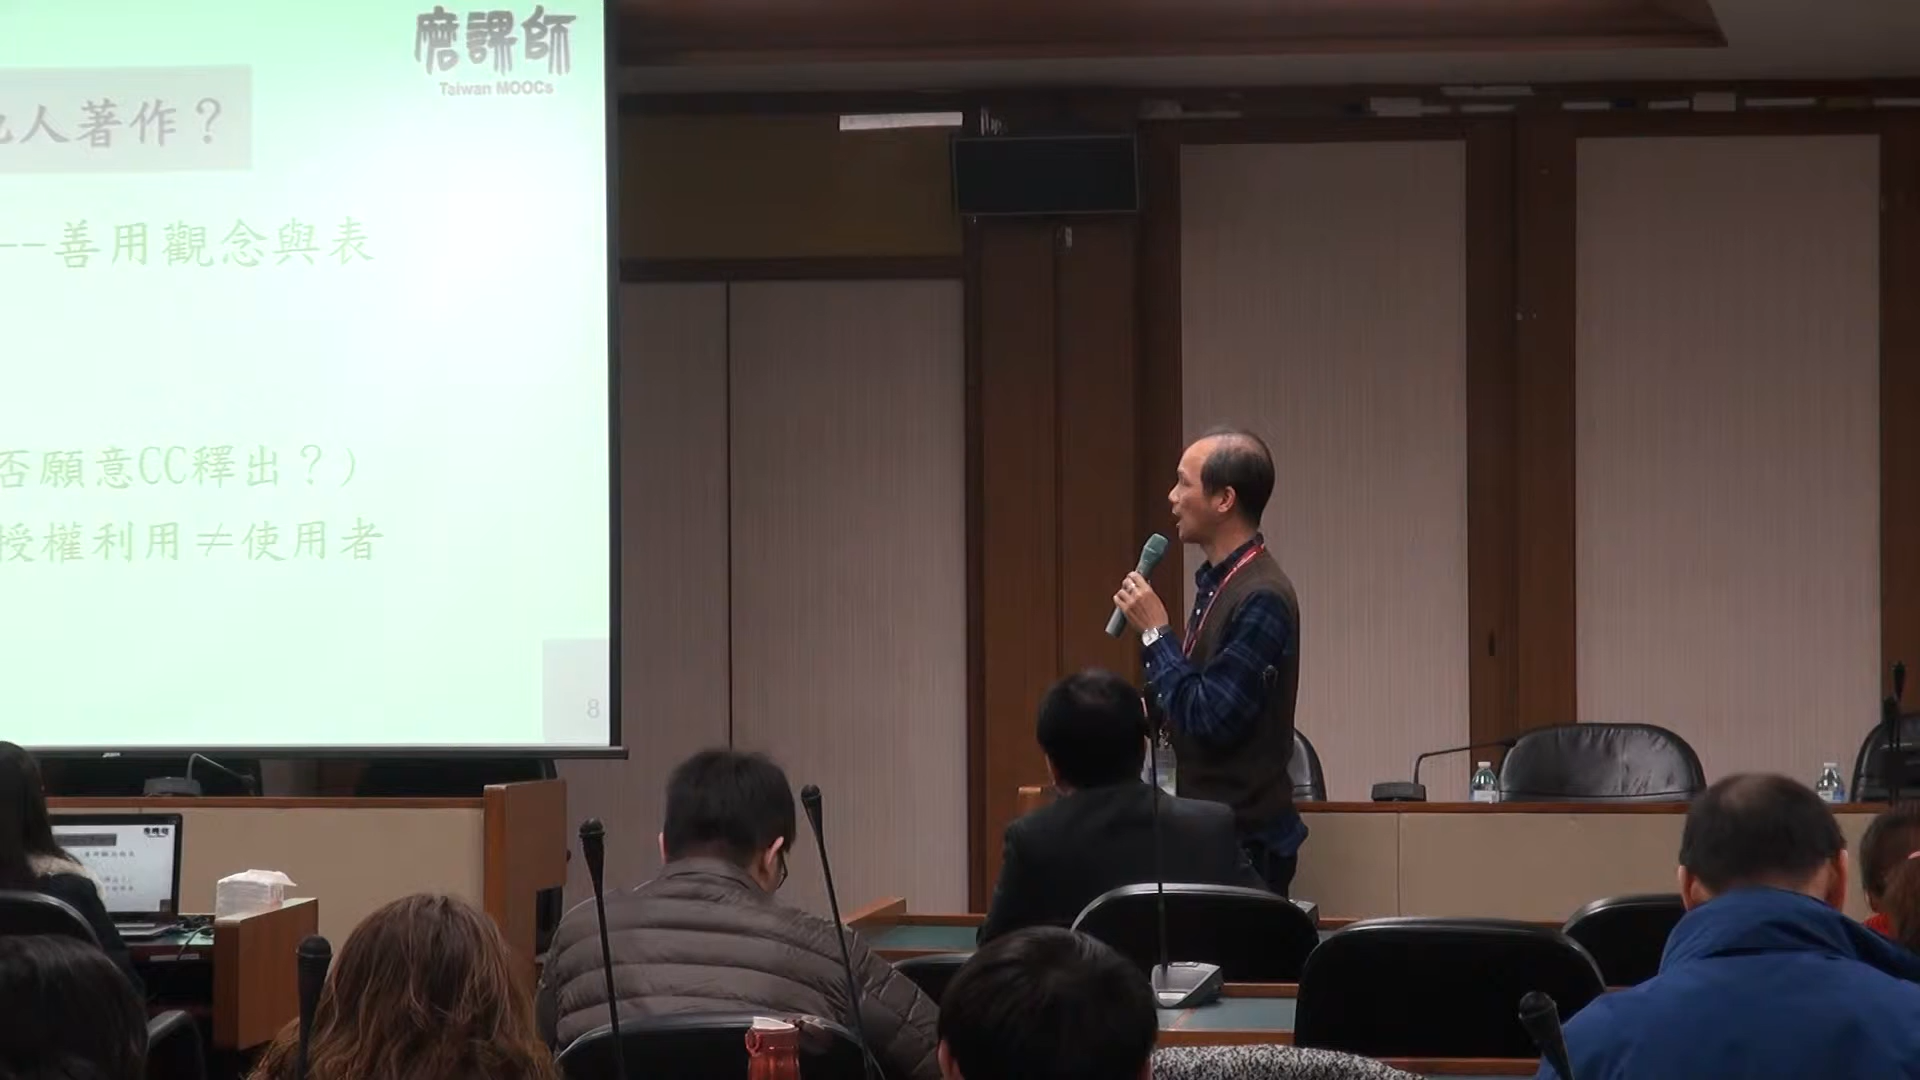 磨課師
Taiwan MOOCs
人著作？
--善用觀念與表
否願意CC釋出？)
授權利用≠使用者
8